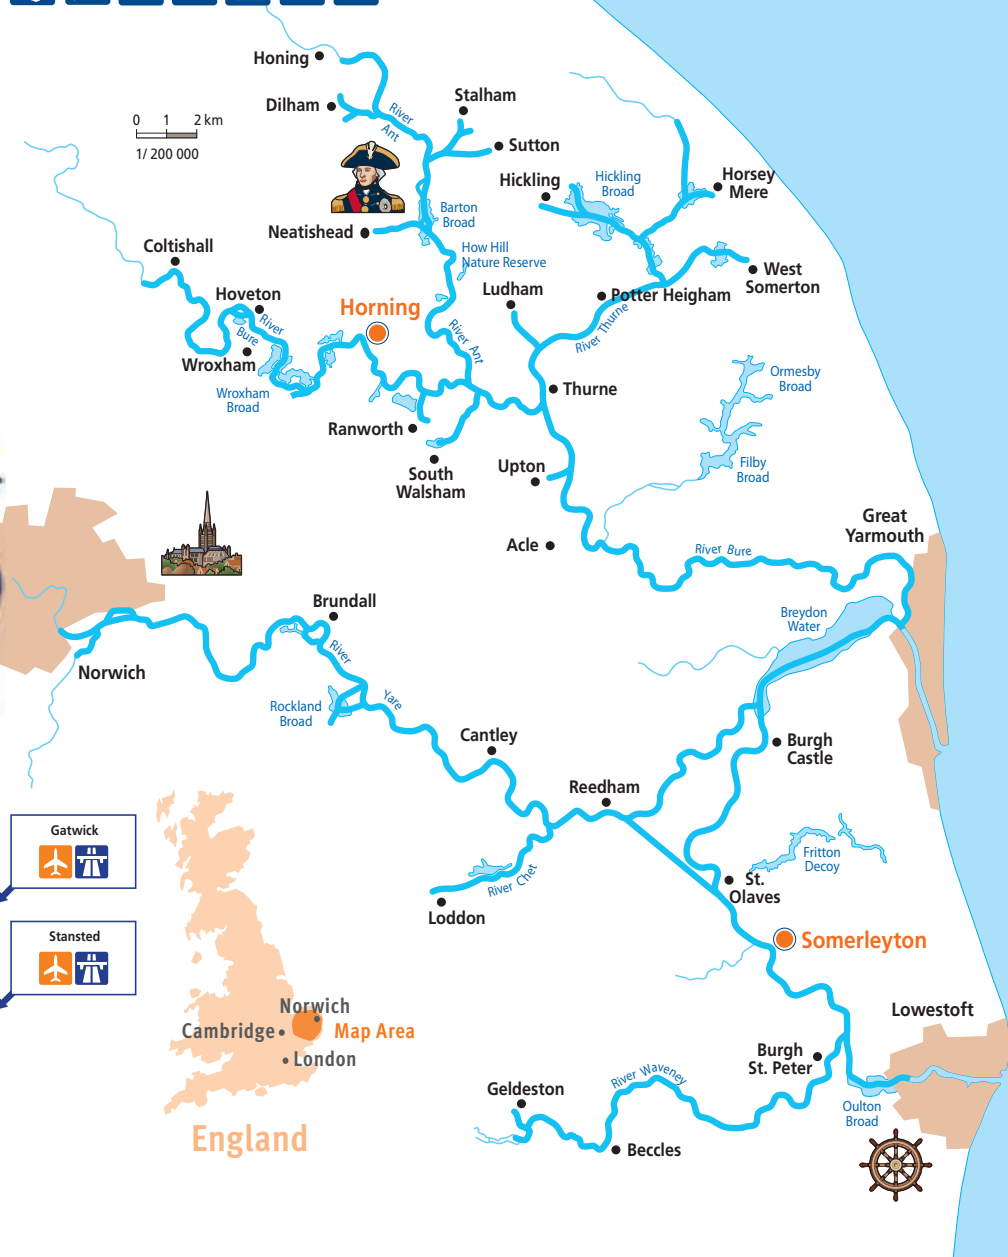 Honing
Dilham
River
Ant
Stalham
Sutton
0 1 2 km
1/ 200 000
Hickling
Hickling
Broad
Horsey
Mere
Barton
Broad
Neatishead
How Hill
Nature Reserve
Coltishall
Hoveton
Horning
Ludham
Potter Heigham
West
Somerton
River Thurne
River
Bure
River Ant
Wroxham
Wroxham
Broad
Thurne
Ormesby
Broad
Ranworth
South
Walsham
Upton
Filby
Broad
Acle
River Bure
Great
Yarmouth
Brundall
Breydon
Water
River
Yare
Norwich
Rockland
Broad
Cantley
Burgh
Castle
Reedham
Gatwick
Fritton
Decoy
River Chet
St.
Olaves
Loddon
Stansted
Somerleyton
Norwich
Cambridge
Map Area
London
Lowestoft
Burgh
St. Peter
Geldeston
River Waveney
Oulton
Broad
England
Beccles